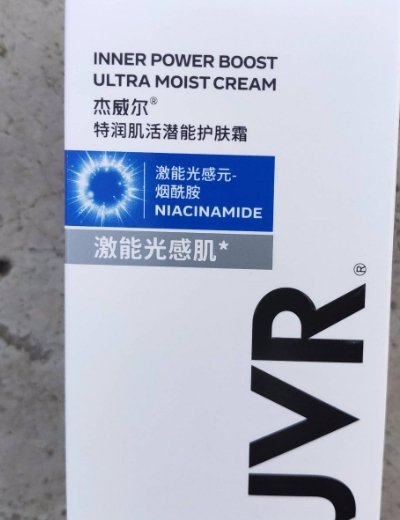 INNER POWER BOOST
ULTRA MOIST CREAM
杰威尔®
特润肌活潜能护肤霜
激能光感元-
烟酰胺
NIACINAMIDE
激能光感肌*
JVR®